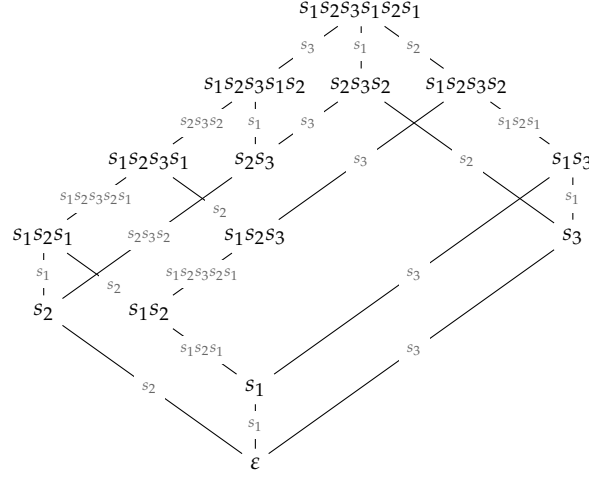 s₁s₂s₃s₁s₂s₁
s₃ s₁ s₂
s₁s₂s₃s₁s₂ s₂s₃s₂ s₁s₂s₃s₂
s₂s₃s₂ s₁ s₃ s₁s₂s₁
s₁s₂s₃s₁ s₂s₃ s₃ s₂ s₁s₃
s₁s₂s₃s₂s₁ s₂ s₁
s₁s₂s₁ s₂s₃s₂ s₁s₂s₃ s₃
s₁ s₂ s₁s₂s₃s₂s₁ s₃
s₂ s₁s₂
s₁s₂s₁ s₃
s₂ s₁
s₁
ε